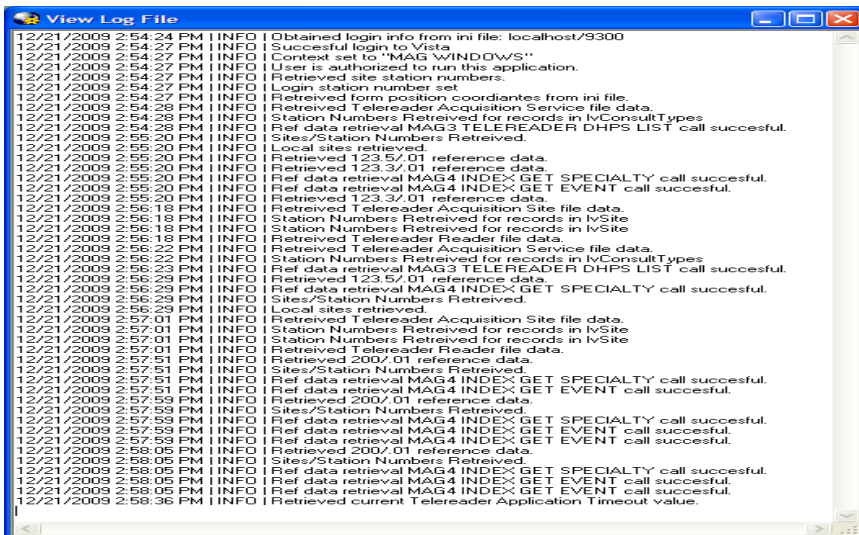 View Log File
12/21/2009 2:54:24 PM | INFO | Obtained login info from ini file: localhost/9300
12/21/2009 2:54:27 PM | INFO | Succesful login to Vista
12/21/2009 2:54:27 PM | INFO | Context set to "MAG WINDOWS"
12/21/2009 2:54:27 PM | INFO | User is authorized to run this application.
12/21/2009 2:54:27 PM | INFO | Retrieved site station numbers.
12/21/2009 2:54:27 PM | INFO | Login station number set
12/21/2009 2:54:27 PM | INFO | Retreived form position coordiantes from ini file.
12/21/2009 2:54:28 PM | INFO | Retreived Telereader Acquisition Service file data.
12/21/2009 2:54:28 PM | INFO | Station Numbers Retreived for records in lvConsultTypes
12/21/2009 2:54:28 PM | INFO | Ref data retrieval MAG3 TELEREADER DHPS LIST call succesful.
12/21/2009 2:55:20 PM | INFO | Sites/Station Numbers Retreived.
12/21/2009 2:55:20 PM | INFO | Local sites retrieved.
12/21/2009 2:55:20 PM | INFO | Retrieved 123.5/.01 reference data.
12/21/2009 2:55:20 PM | INFO | Retrieved 123.3/.01 reference data.
12/21/2009 2:55:20 PM | INFO | Ref data retrieval MAG4 INDEX GET SPECIALTY call succesful.
12/21/2009 2:55:20 PM | INFO | Ref data retrieval MAG4 INDEX GET EVENT call succesful.
12/21/2009 2:55:20 PM | INFO | Retrieved 123.3/.01 reference data.
12/21/2009 2:56:18 PM | INFO | Retreived Telereader Acquisition Site file data.
12/21/2009 2:56:18 PM | INFO | Station Numbers Retreived for records in lvSite
12/21/2009 2:56:18 PM | INFO | Station Numbers Retreived for records in lvSite
12/21/2009 2:56:18 PM | INFO | Retreived Telereader Reader file data.
12/21/2009 2:56:22 PM | INFO | Retreived Telereader Acquisition Service file data.
12/21/2009 2:56:22 PM | INFO | Station Numbers Retreived for records in lvConsultTypes
12/21/2009 2:56:23 PM | INFO | Ref data retrieval MAG3 TELEREADER DHPS LIST call succesful.
12/21/2009 2:56:29 PM | INFO | Retrieved 123.5/.01 reference data.
12/21/2009 2:56:29 PM | INFO | Ref data retrieval MAG4 INDEX GET SPECIALTY call succesful.
12/21/2009 2:56:29 PM | INFO | Sites/Station Numbers Retreived.
12/21/2009 2:56:29 PM | INFO | Local sites retrieved.
12/21/2009 2:57:01 PM | INFO | Retreived Telereader Acquisition Site file data.
12/21/2009 2:57:01 PM | INFO | Station Numbers Retreived for records in lvSite
12/21/2009 2:57:01 PM | INFO | Station Numbers Retreived for records in lvSite
12/21/2009 2:57:01 PM | INFO | Retreived Telereader Reader file data.
12/21/2009 2:57:51 PM | INFO | Retrieved 200/.01 reference data.
12/21/2009 2:57:51 PM | INFO | Sites/Station Numbers Retreived.
12/21/2009 2:57:51 PM | INFO | Ref data retrieval MAG4 INDEX GET SPECIALTY call succesful.
12/21/2009 2:57:51 PM | INFO | Ref data retrieval MAG4 INDEX GET EVENT call succesful.
12/21/2009 2:57:59 PM | INFO | Retrieved 200/.01 reference data.
12/21/2009 2:57:59 PM | INFO | Sites/Station Numbers Retreived.
12/21/2009 2:57:59 PM | INFO | Ref data retrieval MAG4 INDEX GET SPECIALTY call succesful.
12/21/2009 2:57:59 PM | INFO | Ref data retrieval MAG4 INDEX GET EVENT call succesful.
12/21/2009 2:57:59 PM | INFO | Ref data retrieval MAG4 INDEX GET EVENT call succesful.
12/21/2009 2:58:05 PM | INFO | Retrieved 200/.01 reference data.
12/21/2009 2:58:05 PM | INFO | Sites/Station Numbers Retreived.
12/21/2009 2:58:05 PM | INFO | Ref data retrieval MAG4 INDEX GET SPECIALTY call succesful.
12/21/2009 2:58:05 PM | INFO | Ref data retrieval MAG4 INDEX GET EVENT call succesful.
12/21/2009 2:58:05 PM | INFO | Ref data retrieval MAG4 INDEX GET EVENT call succesful.
12/21/2009 2:58:36 PM | INFO | Retrieved current Telereader Application Timeout value.